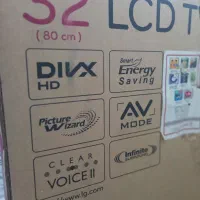 32 LCD T
( 80 cm )
DIVX
HD
Smart
Energy
Saving
Picture
Wizard
AV
MODE
CLEAR
VOICE II
Infinite
www.lg.com